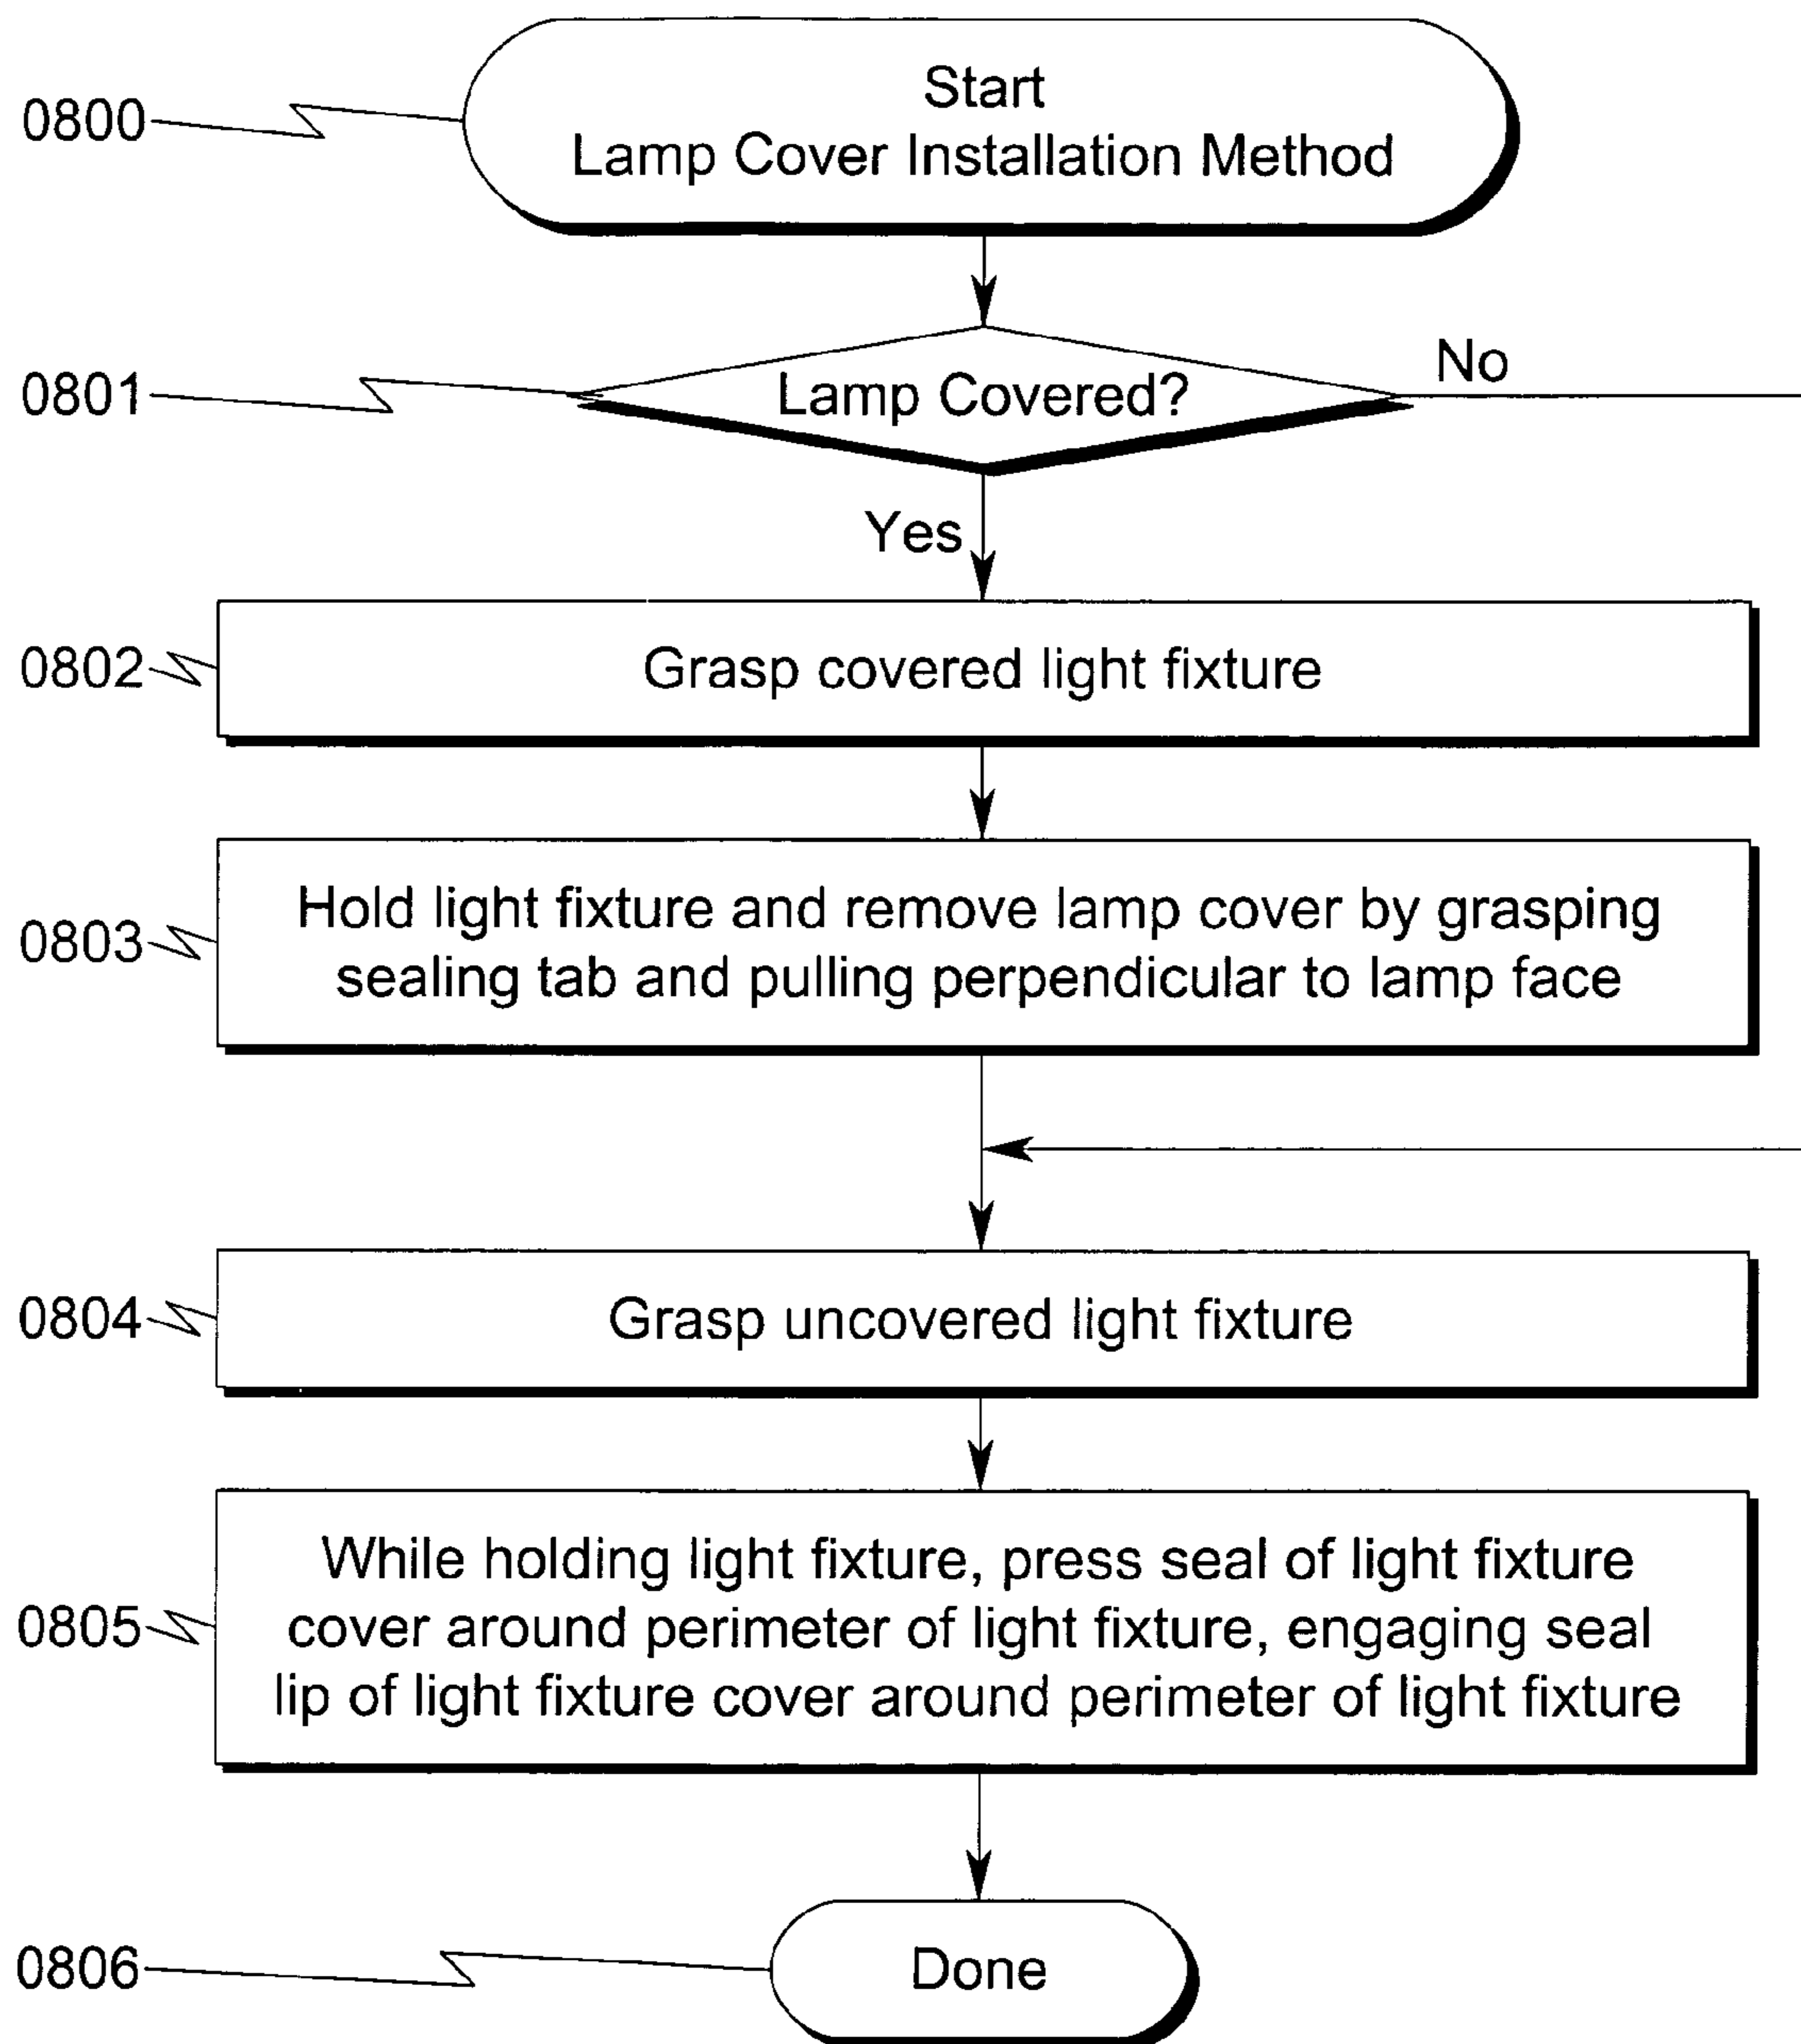 0800
Start
Lamp Cover Installation Method
0801
Lamp Covered?
No
Yes
0802
Grasp covered light fixture
0803
Hold light fixture and remove lamp cover by grasping
sealing tab and pulling perpendicular to lamp face
0804
Grasp uncovered light fixture
0805
While holding light fixture, press seal of light fixture
cover around perimeter of light fixture, engaging seal
lip of light fixture cover around perimeter of light fixture
0806
Done